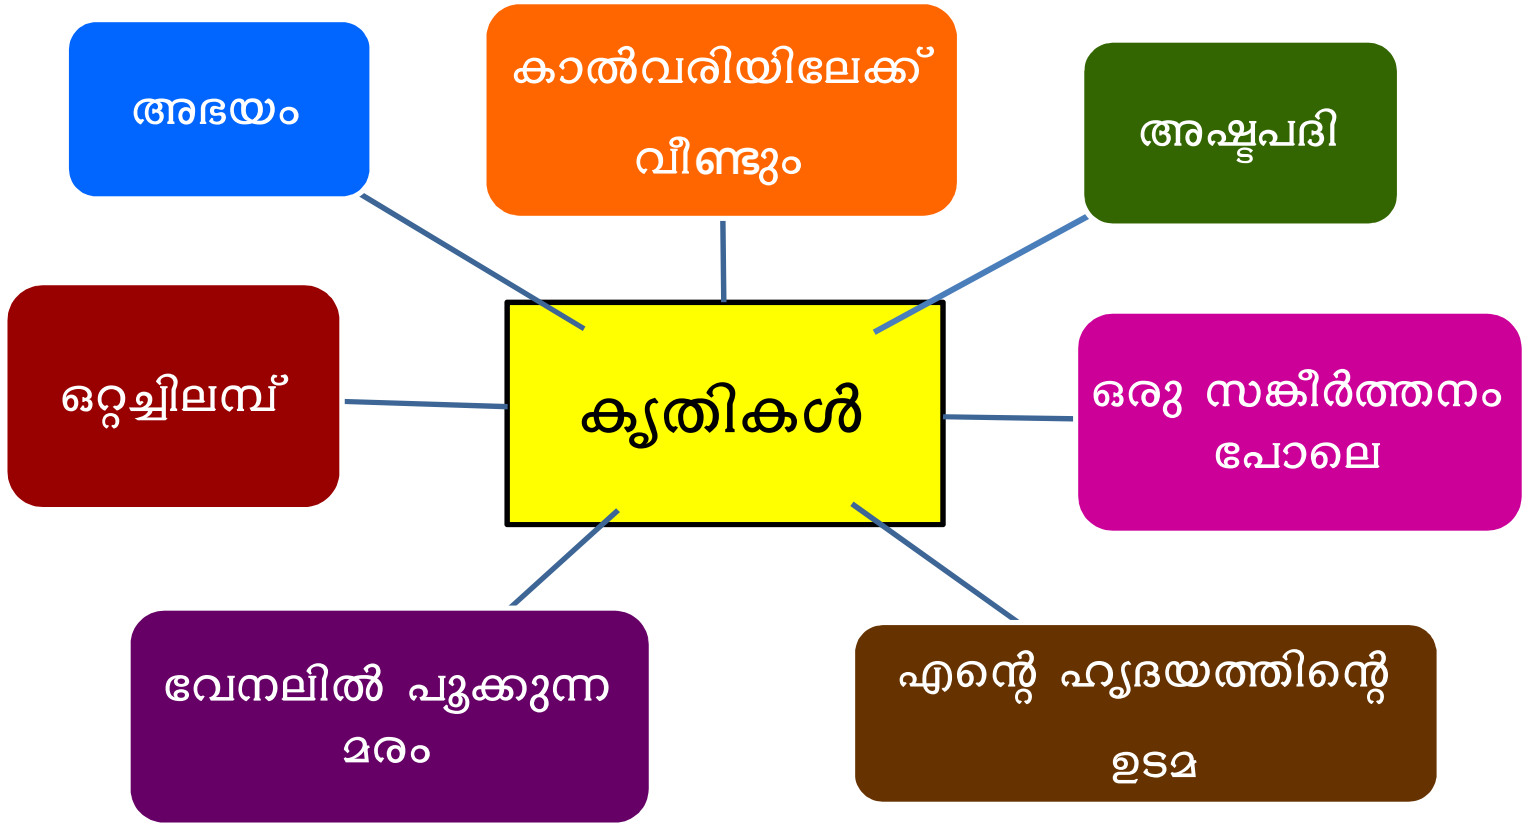 അഭയം
കാൽവരിയിലേക്ക്
വീണ്ടും
അഷ്ടപദി
ഒറ്റച്ചിലമ്പ്
കൃതികൾ
ഒരു സങ്കീർത്തനം
പോലെ
വേനലിൽ പൂക്കുന്ന
മരം
എന്റെ ഹൃദയത്തിന്റെ
ഉടമ